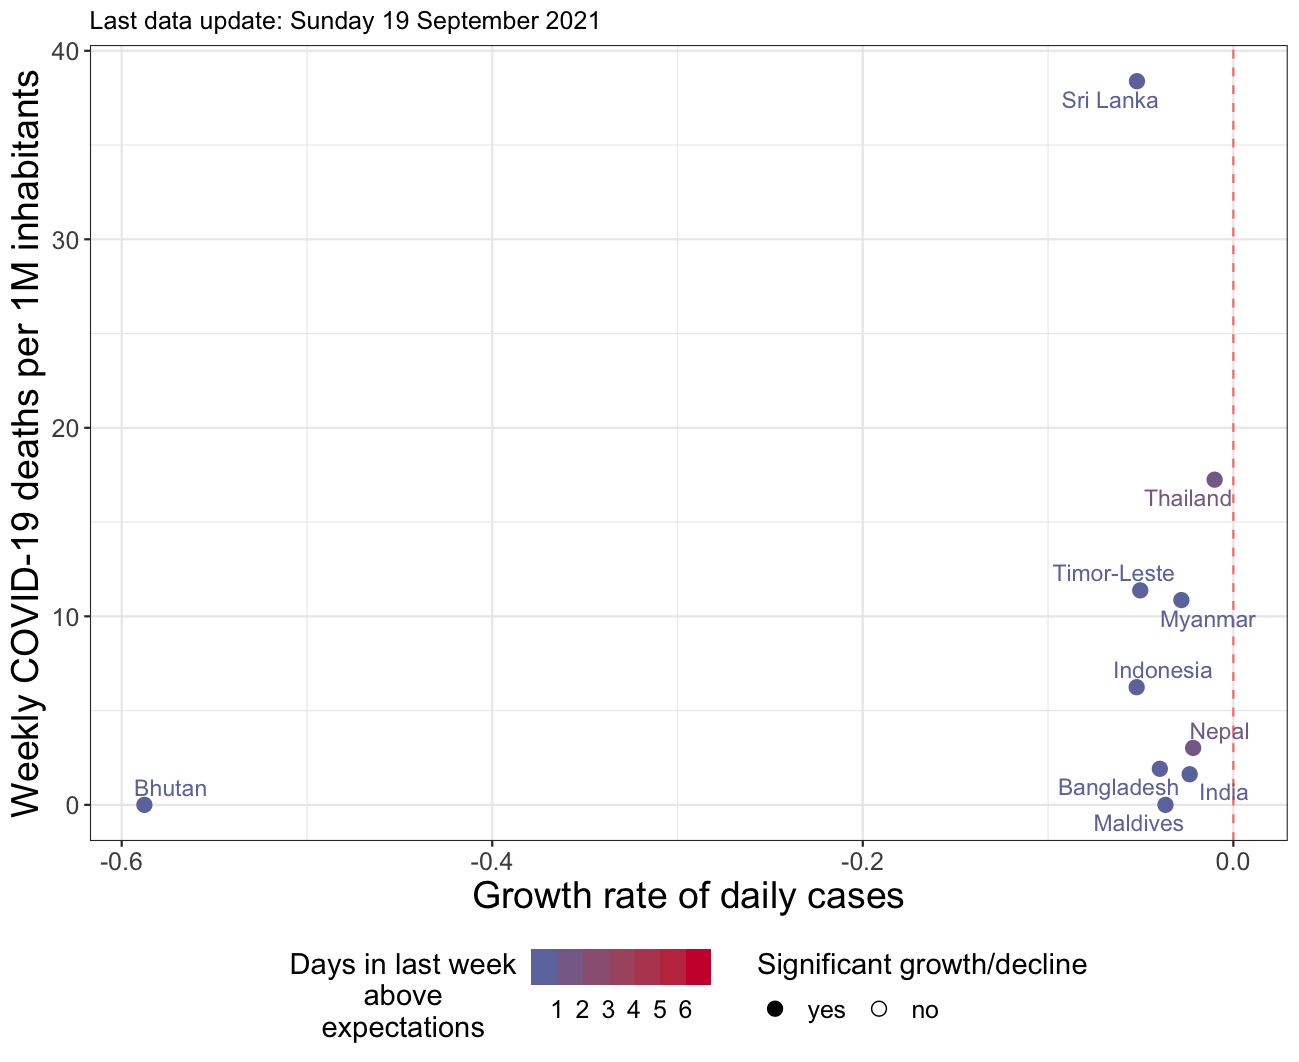 Last data update: Sunday 19 September 2021
Weekly COVID-19 deaths per 1M inhabitants
40
30
20
10
0
Sri Lanka
Thailand
Timor-Leste
Myanmar
Indonesia
Nepal
Bangladesh
India
Bhutan
Maldives
-0.6 -0.4 -0.2 0.0
Growth rate of daily cases
Days in last week
above
expectations
1 2 3 4 5 6
Significant growth/decline
yes no